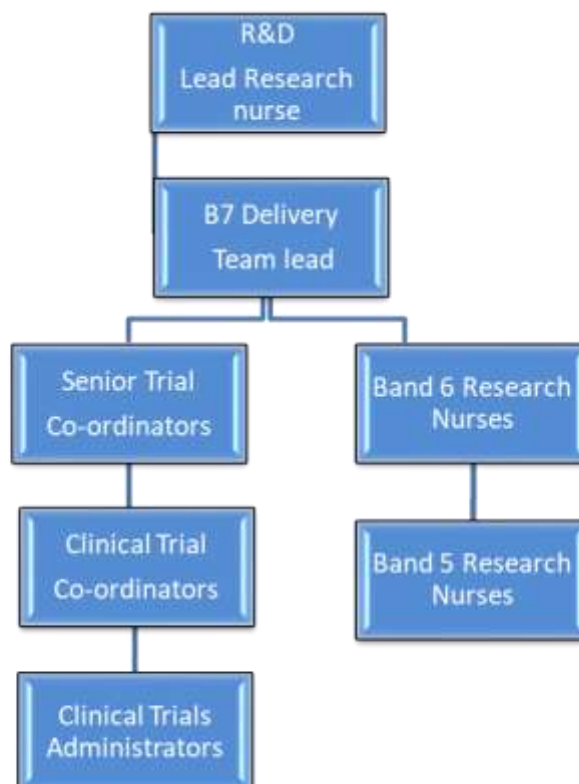 R&D
Lead Research
nurse
B7 Delivery
Team lead
Senior Trial
Co-ordinators
Band 6 Research
Nurses
Clinical Trial
Co-ordinators
Band 5 Research
Nurses
Clinical Trials
Administrators